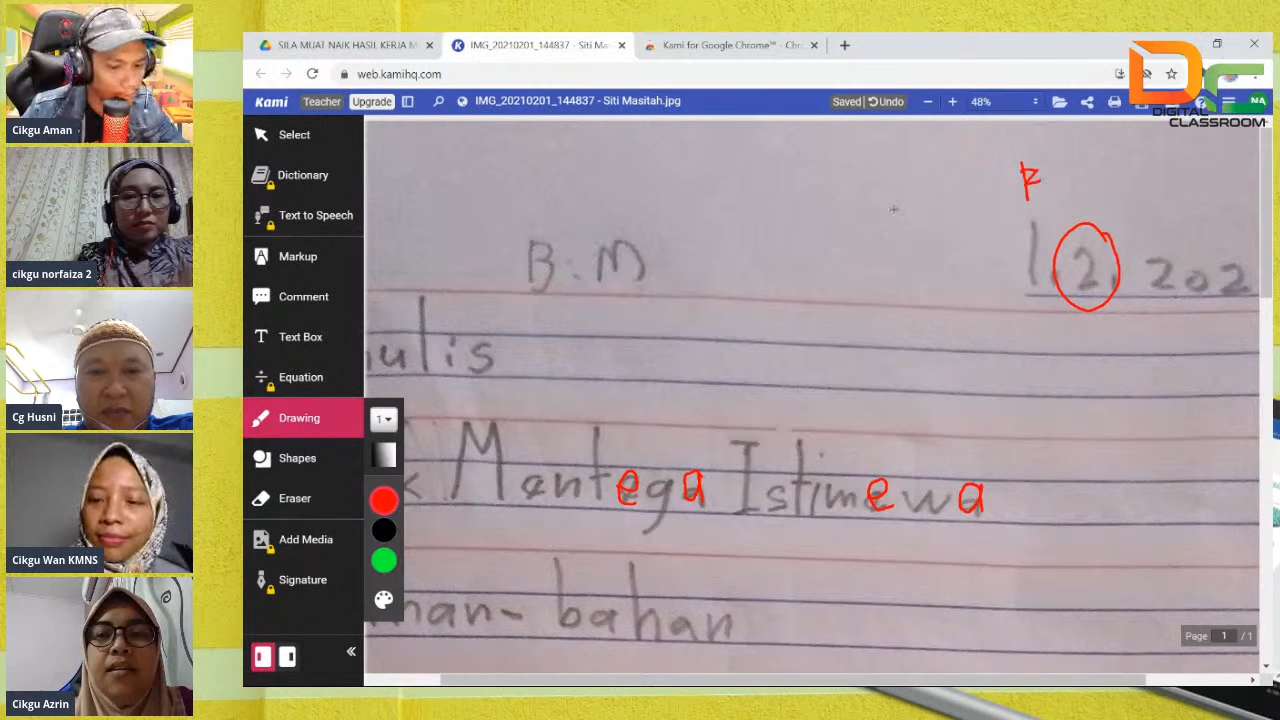 Cikgu Aman
cikgu norfaiza 2
Cg Husni
Cikgu Wan KMNS
Cikgu Azrin
SILA MUAT NAIK HASIL KERJA M
IMG_20210201_144837 - Siti Ma
Kami for Google Chrome™ - Chr
web.kamihq.com
DIGITAL
CLASSROOM
Kami Teacher Upgrade IMG_20210201_144837 - Siti Masitah.jpg Saved Undo 48% NA
Select
Dictionary
Text to Speech
Markup
Comment
Text Box
Equation
Drawing
Shapes
Eraser
Add Media
Signature
1
B.M
1.2.202
ulis
k Mantega Istimewa
han-bahan
Page 1 / 1